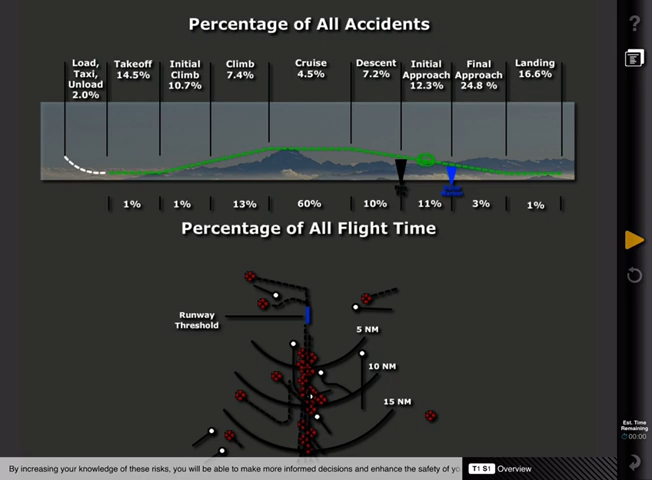 Percentage of All Accidents
Load,
Taxi,
Unload
2.0%
Takeoff
14.5%
Initial
Climb
10.7%
Climb
7.4%
Cruise
4.5%
Descent
7.2%
Initial
Approach
12.3%
Final
Approach
24.8 %
Landing
16.6%
1%
1%
13%
60%
10%
11%
3%
1%
Percentage of All Flight Time
Runway
Threshold
5 NM
10 NM
15 NM
?
Est. Time
Remaining
00:00
By increasing your knowledge of these risks, you will be able to make more informed decisions and enhance the safety of
T1 S1 Overview